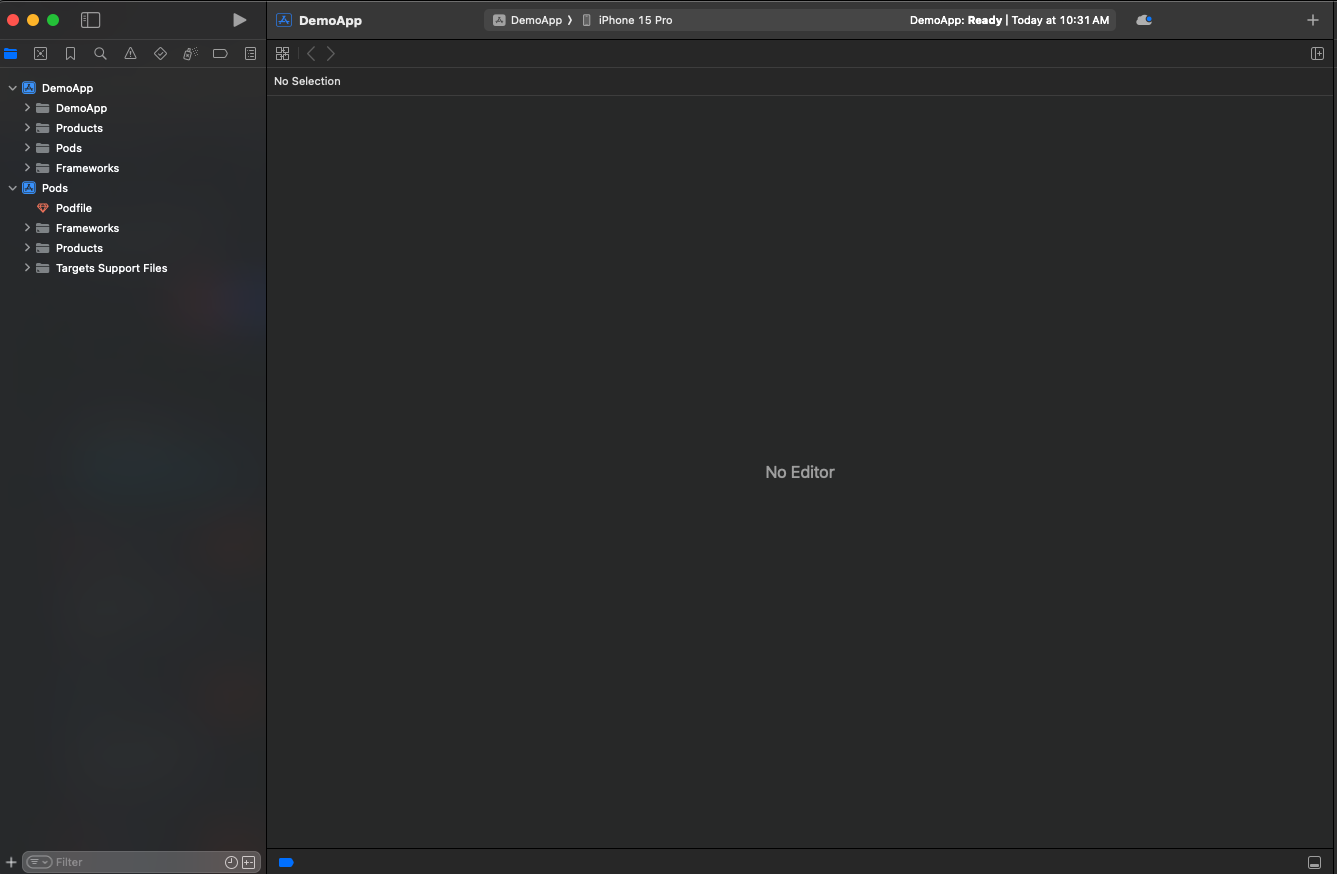 DemoApp
DemoApp ⟩ iPhone 15 Pro
DemoApp: Ready | Today at 10:31 AM
No Selection
DemoApp
DemoApp
Products
Pods
Frameworks
Pods
Podfile
Frameworks
Products
Targets Support Files
No Editor
Filter